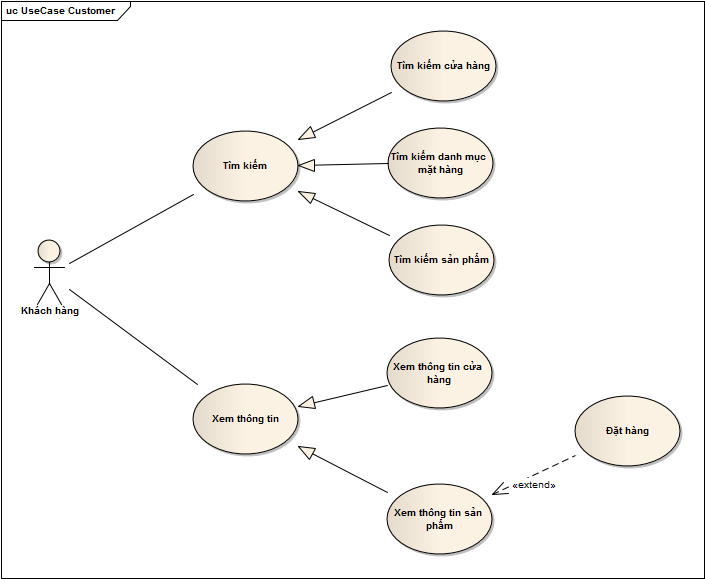 uc UseCase Customer
Tìm kiếm cửa hàng
Tìm kiếm
Tìm kiếm danh mục
mặt hàng
Tìm kiếm sản phẩm
Khách hàng
Xem thông tin cửa
hàng
Xem thông tin
Đặt hàng
«extend»
Xem thông tin sản
phẩm